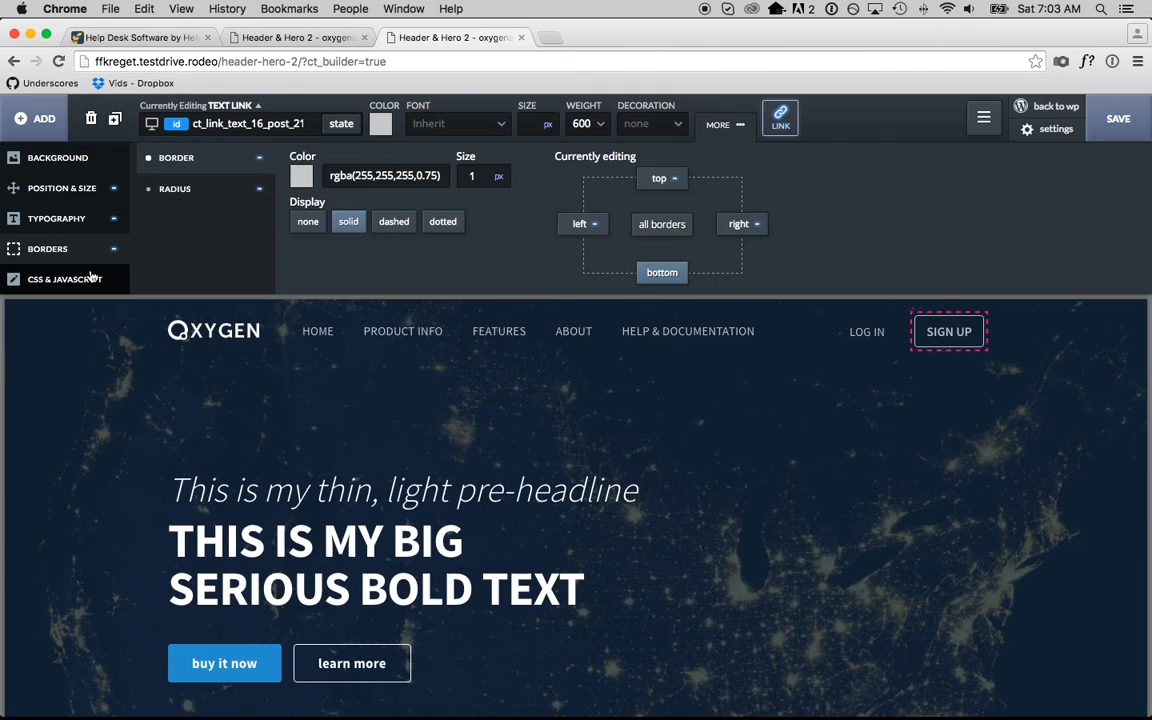 Chrome File Edit View History Bookmarks People Window Help 2 Sat 7:03 AM
Help Desk Software by He Header & Hero 2 - oxygena Header & Hero 2 - oxygena
ffkreget.testdrive.rodeo/header-hero-2/?ct_builder=true f?
Underscores Vids - Dropbox
Currently Editing TEXT LINK COLOR FONT SIZE WEIGHT DECORATION back to wp
ADD id ct_link_text_16_post_21 state Inherit px 600 none MORE LINK settings SAVE
BACKGROUND BORDER Color Size Currently editing
rgba(255,255,255,0.75) 1 px top
POSITION & SIZE RADIUS Display
TYPOGRAPHY none solid dashed dotted left all borders right
BORDERS
CSS & JAVASCRIPT bottom
OXYGEN HOME PRODUCT INFO FEATURES ABOUT HELP & DOCUMENTATION LOG IN SIGN UP
This is my thin, light pre-headline
THIS IS MY BIG
SERIOUS BOLD TEXT
buy it now learn more